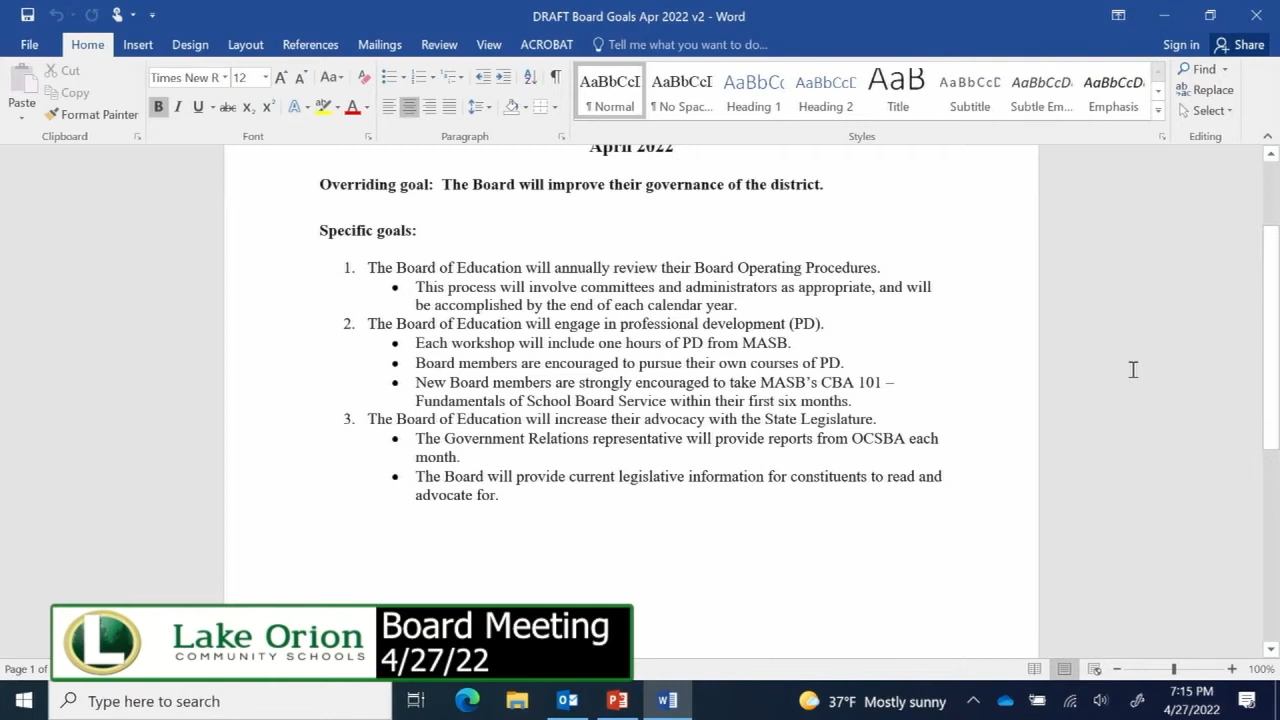 DRAFT Board Goals Apr 2022 v2 - Word
File Home Insert Design Layout References Mailings Review View ACROBAT Tell me what you want to do... Sign in Share
Paste
Cut
Copy
Format Painter
Clipboard
Times New R 12
Font
Paragraph
AaBbCcI AaBbCcI AaBbCc AaBbCcL AaB AaBbCcD AaBbCcD. AaBbCcD.
¶ Normal ¶ No Spac... Heading 1 Heading 2 Title Subtitle Subtle Em... Emphasis
Styles
Find
Replace
Select
Editing
April 2022
Overriding goal: The Board will improve their governance of the district.
Specific goals:
1. The Board of Education will annually review their Board Operating Procedures.
• This process will involve committees and administrators as appropriate, and will
be accomplished by the end of each calendar year.
2. The Board of Education will engage in professional development (PD).
• Each workshop will include one hours of PD from MASB.
• Board members are encouraged to pursue their own courses of PD.
• New Board members are strongly encouraged to take MASB’s CBA 101 –
Fundamentals of School Board Service within their first six months.
3. The Board of Education will increase their advocacy with the State Legislature.
• The Government Relations representative will provide reports from OCSBA each
month.
• The Board will provide current legislative information for constituents to read and
advocate for.
L
Lake Orion
COMMUNITY SCHOOLS
Board Meeting
4/27/22
Page 1 of
100%
Type here to search
37°F Mostly sunny
7:15 PM
4/27/2022